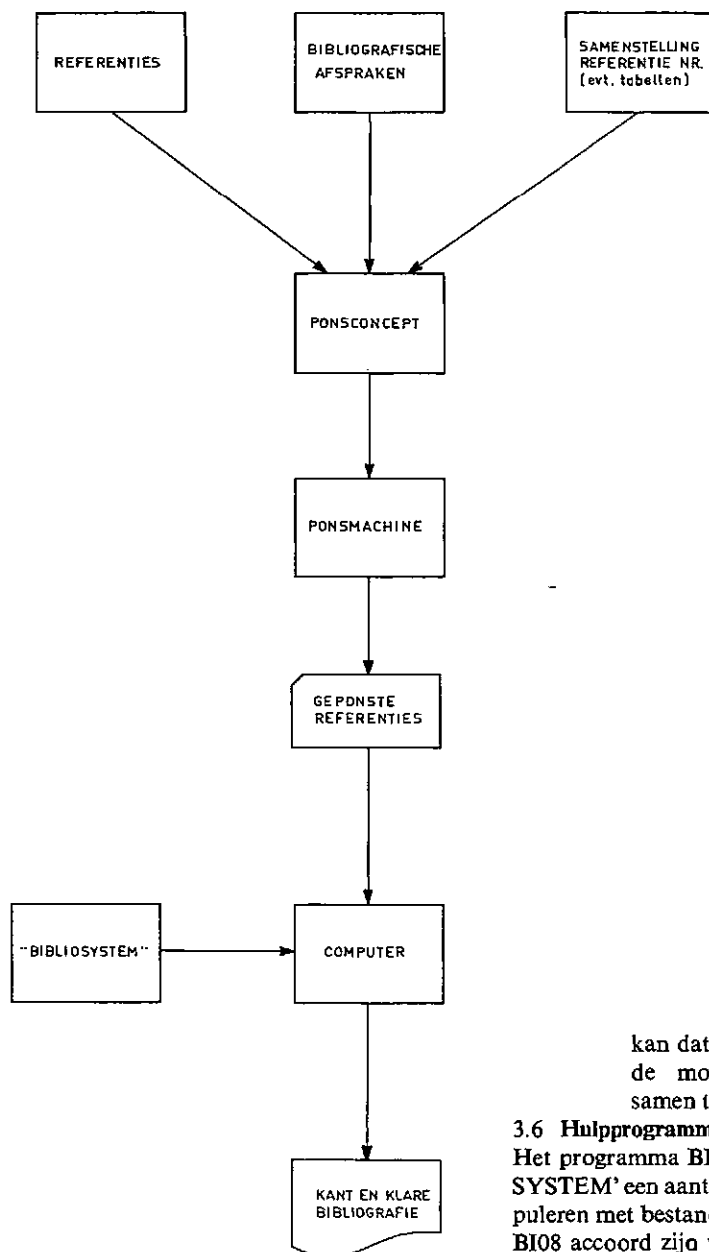 REFERENTIES
BIBLIOGRAFISCHE
AFSPRAKEN
SAMENSTELLING
REFERENTIE NR.
(evt. tabellen)
PONSCONCEPT
PONSMACHINE
GEPONSTE
REFERENTIES
"BIBLIOSYSTEM"
COMPUTER
KANT EN KLARE
BIBLIOGRAFIE
kan dat
de mo
samen t
3.6 Hulpprogramm
Het programma BI
SYSTEM' een aant
puleren met bestan
BI08 accoord zijn v